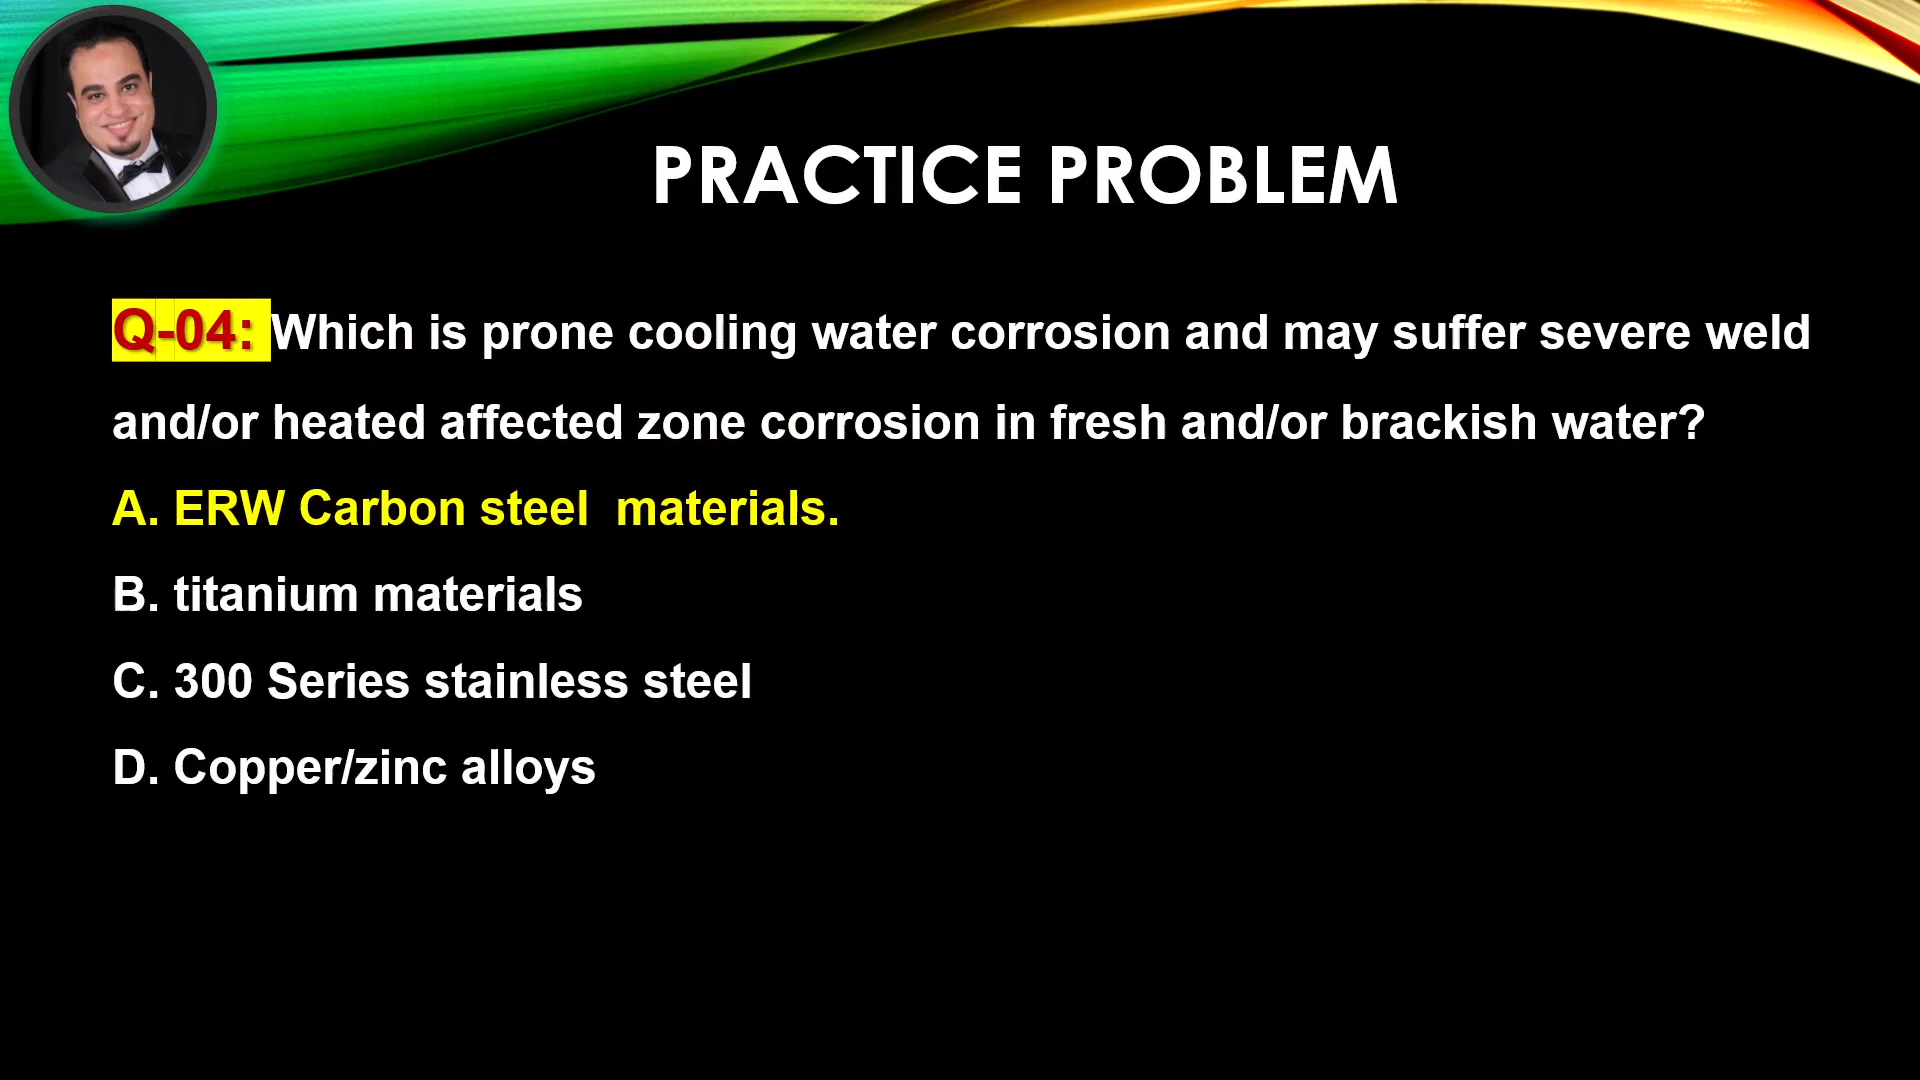 PRACTICE PROBLEM
Q-04: Which is prone cooling water corrosion and may suffer severe weld
and/or heated affected zone corrosion in fresh and/or brackish water?
A. ERW Carbon steel  materials.
B. titanium materials
C. 300 Series stainless steel
D. Copper/zinc alloys